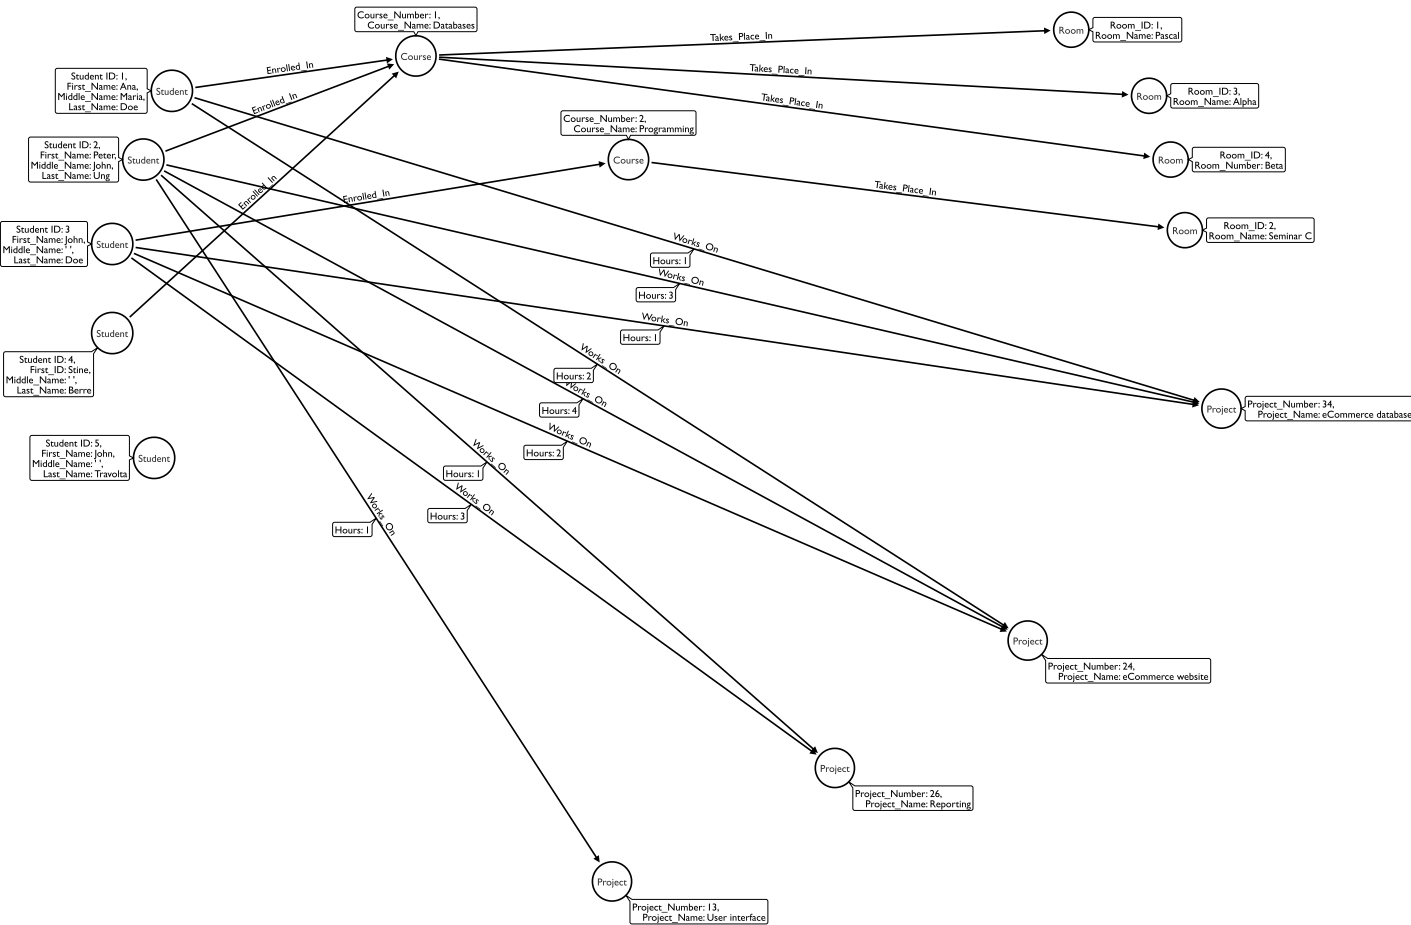 Course_Number: 1,
Course_Name: Databases
Course
Takes_Place_In
Room
Room_ID: 1,
Room_Name: Pascal
Student ID: 1,
First_Name: Ana,
Middle_Name: Maria,
Last_Name: Doe
Student
Enrolled_In
Takes_Place_In
Room
Room_ID: 3,
Room_Name: Alpha
Enrolled_In
Takes_Place_In
Room
Room_ID: 4,
Room_Number: Beta
Course_Number: 2,
Course_Name: Programming
Course
Student ID: 2,
First_Name: Peter,
Middle_Name: John,
Last_Name: Ung
Student
Enrolled_In
Enrolled_In
Takes_Place_In
Room
Room_ID: 2,
Room_Name: Seminar C
Student ID: 3
First_Name: John,
Middle_Name: ' ',
Last_Name: Doe
Student
Works_On
Hours: 1
Works_On
Hours: 3
Works_On
Hours: 1
Student
Student ID: 4,
First_ID: Stine,
Middle_Name: ' ',
Last_Name: Berre
Works_On
Hours: 2
Works_On
Hours: 4
Works_On
Hours: 2
Project
Project_Number: 34,
Project_Name: eCommerce database
Student ID: 5,
First_Name: John,
Middle_Name: ' ',
Last_Name: Travolta
Student
Works_On
Hours: 1
Works_On
Hours: 3
Works_On
Hours: 1
Project
Project_Number: 24,
Project_Name: eCommerce website
Project
Project_Number: 26,
Project_Name: Reporting
Project
Project_Number: 13,
Project_Name: User interface